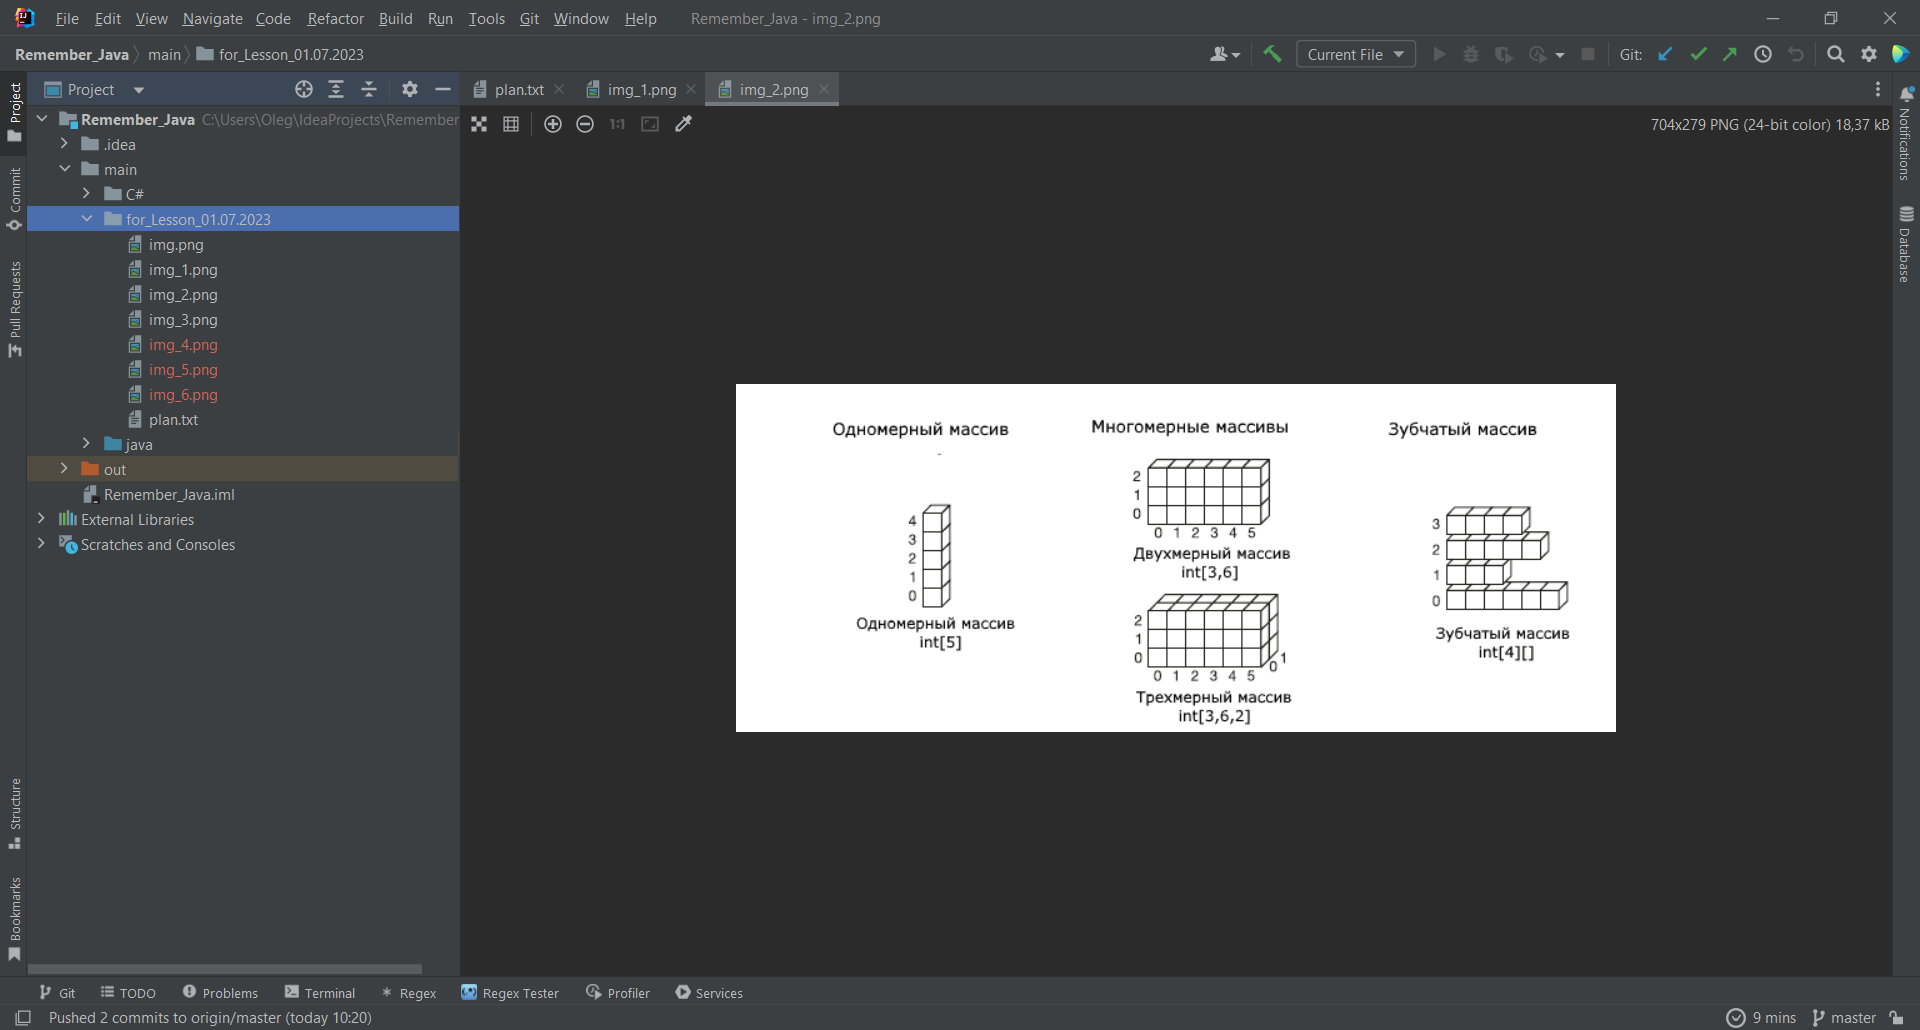 File Edit View Navigate Code Refactor Build Run Tools Git Window Help Remember_Java - img_2.png
Remember_Java main for_Lesson_01.07.2023 Current File Git:
Project plan.txt img_1.png img_2.png
704x279 PNG (24-bit color) 18,37 kB
Project
Commit
Pull Requests
Structure
Bookmarks
Remember_Java C:\Users\Oleg\IdeaProjects\Remember
.idea
main
C#
for_Lesson_01.07.2023
img.png
img_1.png
img_2.png
img_3.png
img_4.png
img_5.png
img_6.png
plan.txt
java
out
Remember_Java.iml
External Libraries
Scratches and Consoles
1:1
Одномерный массив
4
3
2
1
0
Одномерный массив
int[5]
Многомерные массивы
2
1
0
0 1 2 3 4 5
Двухмерный массив
int[3,6]
2
1
0
0 1 2 3 4 5 0 1
Трехмерный массив
int[3,6,2]
Зубчатый массив
3
2
1
0
Зубчатый массив
int[4][]
Notifications
Database
Git TODO Problems Terminal Regex Regex Tester Profiler Services
Pushed 2 commits to origin/master (today 10:20) 9 mins master